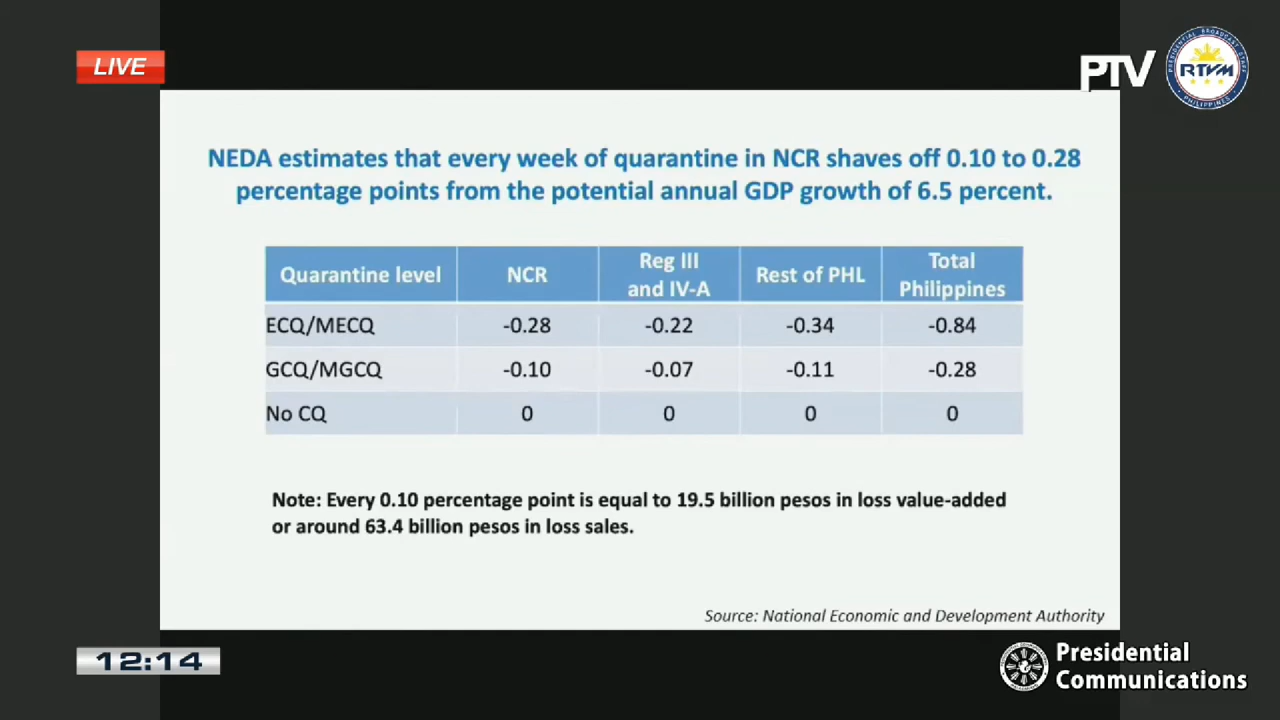 LIVE
PTV
PRESIDENTIAL BROADCAST STAFF
RTVM
PHILIPPINES
NEDA estimates that every week of quarantine in NCR shaves off 0.10 to 0.28
percentage points from the potential annual GDP growth of 6.5 percent.
Quarantine level NCR Reg III and IV-A Rest of PHL Total Philippines
ECQ/MECQ -0.28 -0.22 -0.34 -0.84
GCQ/MGCQ -0.10 -0.07 -0.11 -0.28
No CQ 0 0 0 0
Note: Every 0.10 percentage point is equal to 19.5 billion pesos in loss value-added
or around 63.4 billion pesos in loss sales.
Source: National Economic and Development Authority
12:14
Presidential
Communications